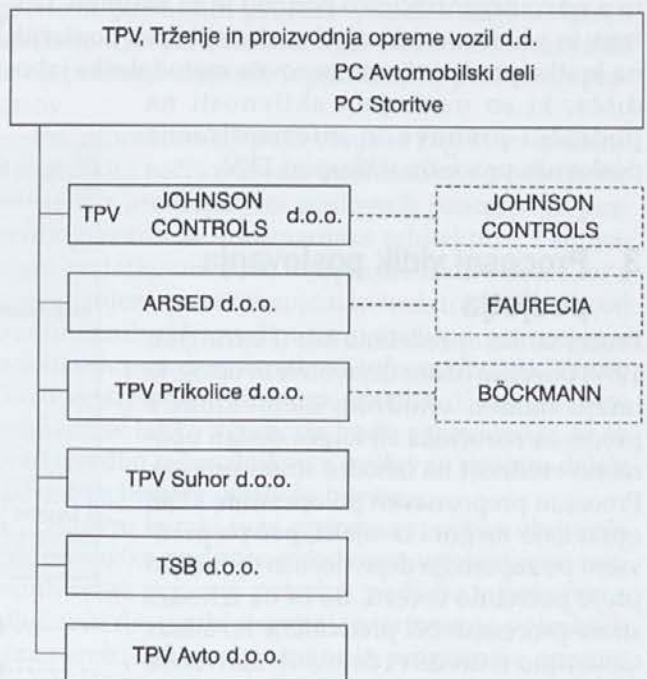 TPV, Trženje in proizvodnja opreme vozil d.d.
PC Avtomobilski deli
PC Storitve
TPV JOHNSON CONTROLS d.o.o.
JOHNSON CONTROLS
ARSED d.o.o.
FAURECIA
TPV Prikolice d.o.o.
BÖCKMANN
TPV Suhor d.o.o.
TSB d.o.o.
TPV Avto d.o.o.